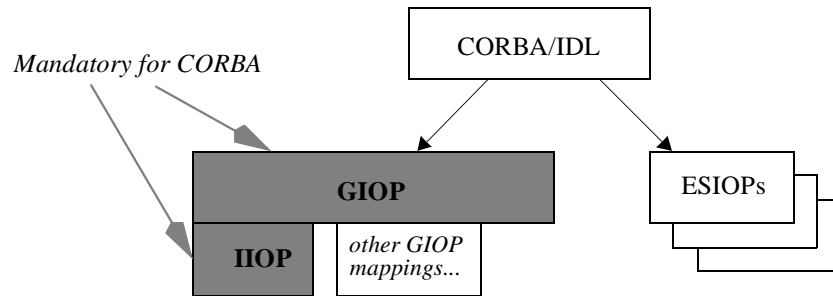 CORBA/IDL
Mandatory for CORBA
GIOP
ESIOPs
IIOP
other GIOP
mappings...